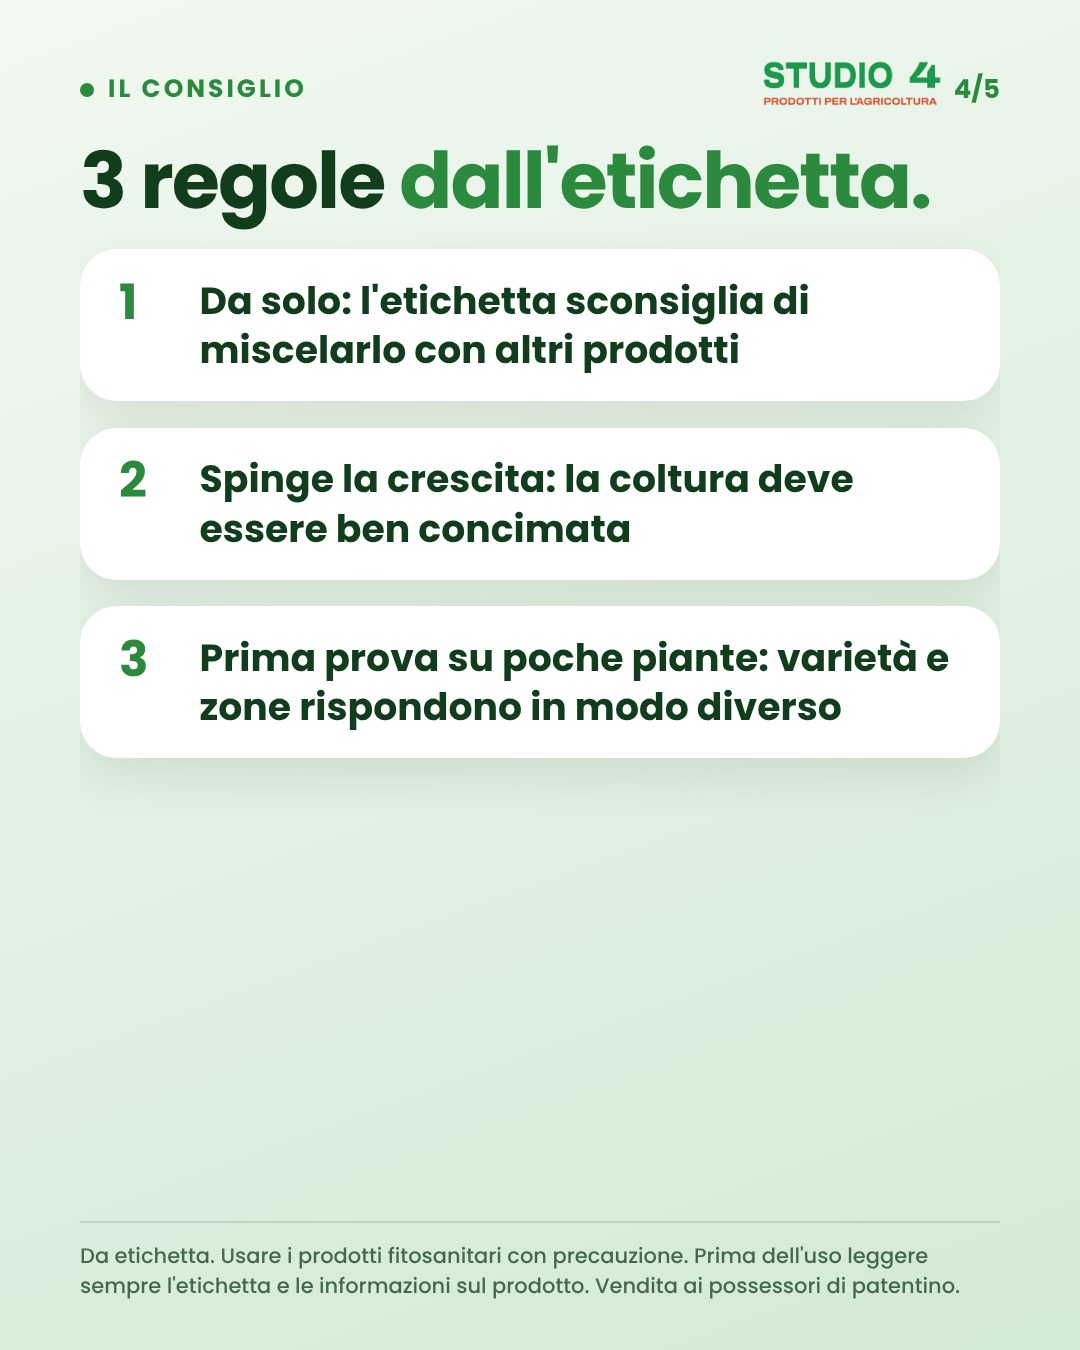 IL CONSIGLIO
STUDIO 4
PRODOTTI PER L'AGRICOLTURA
4/5
3 regole dall'etichetta.
1
Da solo: l'etichetta sconsiglia di
miscelarlo con altri prodotti
2
Spinge la crescita: la coltura deve
essere ben concimata
3
Prima prova su poche piante: varietà e
zone rispondono in modo diverso
Da etichetta. Usare i prodotti fitosanitari con precauzione. Prima dell'uso leggere
sempre l'etichetta e le informazioni sul prodotto. Vendita ai possessori di patentino.